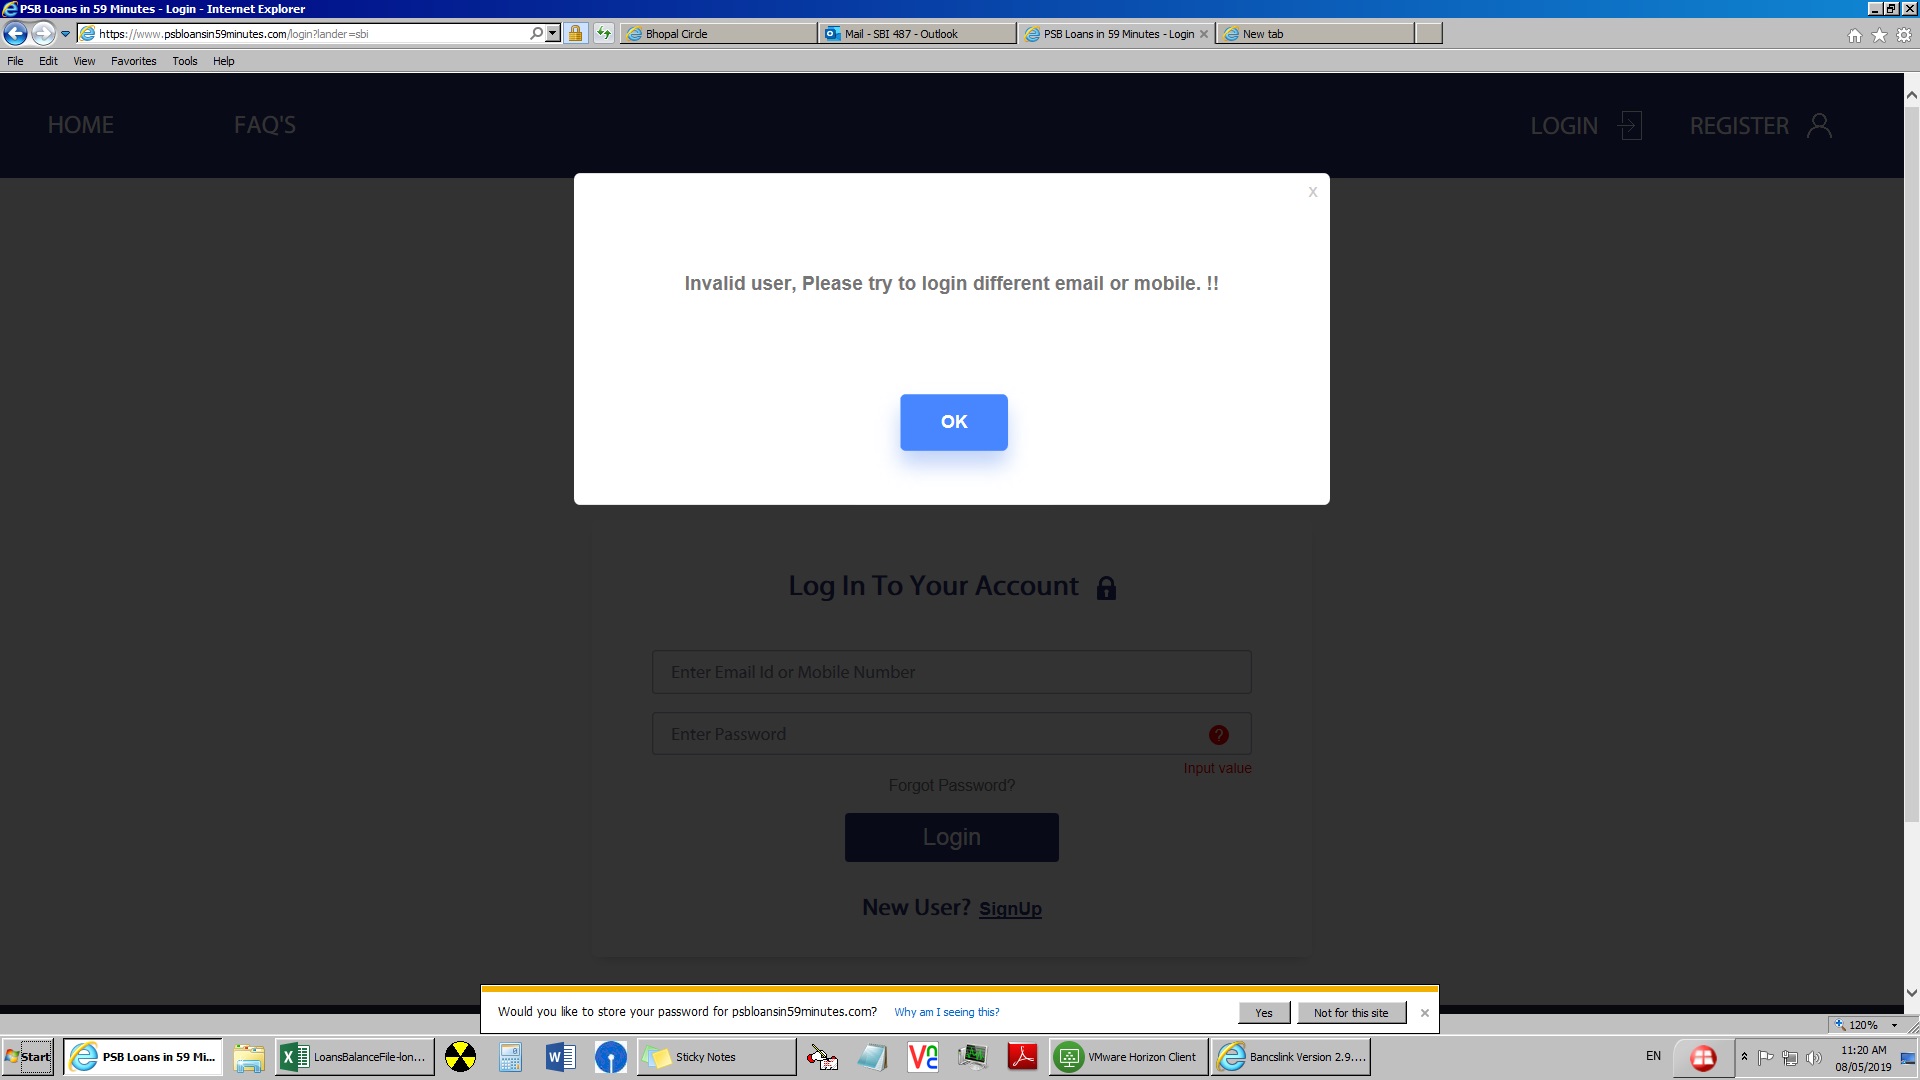 PSB Loans in 59 Minutes - Login - Internet Explorer
https://www.psbloansin59minutes.com/login?lander=sbi
Bhopal Circle
Mail - SBI 487 - Outlook
PSB Loans in 59 Minutes - Login
New tab
File Edit View Favorites Tools Help
HOME
FAQ'S
LOGIN
REGISTER
x
Invalid user, Please try to login different email or mobile. !!
OK
Log In To Your Account
Enter Email Id or Mobile Number
Enter Password
?
Input value
Forgot Password?
Login
New User? SignUp
Would you like to store your password for psbloansin59minutes.com? Why am I seeing this? Yes Not for this site
120%
Start
PSB Loans in 59 Mi...
LoansBalanceFile-lon...
Sticky Notes
VMware Horizon Client
Bancslink Version 2.9....
EN
11:20 AM
08/05/2019